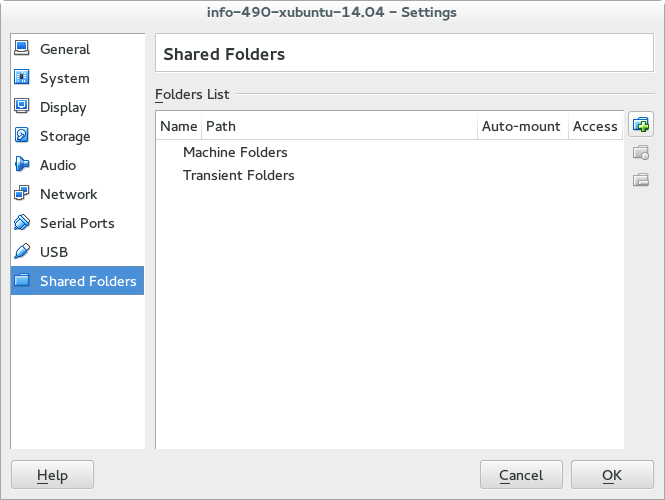 info-490-xubuntu-14.04 - Settings
General
System
Display
Storage
Audio
Network
Serial Ports
USB
Shared Folders
Shared Folders
Folders List
Name Path Auto-mount Access
Machine Folders
Transient Folders
Help Cancel OK